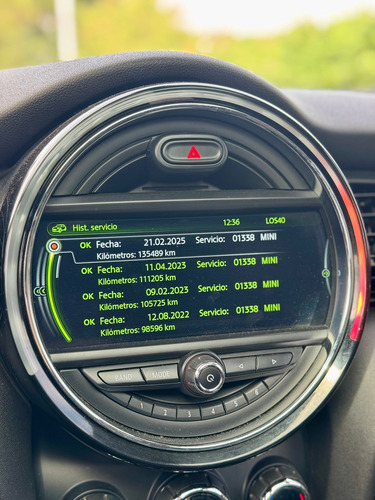 Hist. servicio 12:36 LOS40
OK Fecha: 21.02.2025 Servicio: 01338 MINI
Kilómetros: 135489 km
OK Fecha: 11.04.2023 Servicio: 01338 MINI
Kilómetros: 111205 km
OK Fecha: 09.02.2023 Servicio: 01338 MINI
Kilómetros: 105725 km
OK Fecha: 12.08.2022 Servicio: 01338 MINI
Kilómetros: 98596 km
BAND MODE
1 2 3 4 5 6